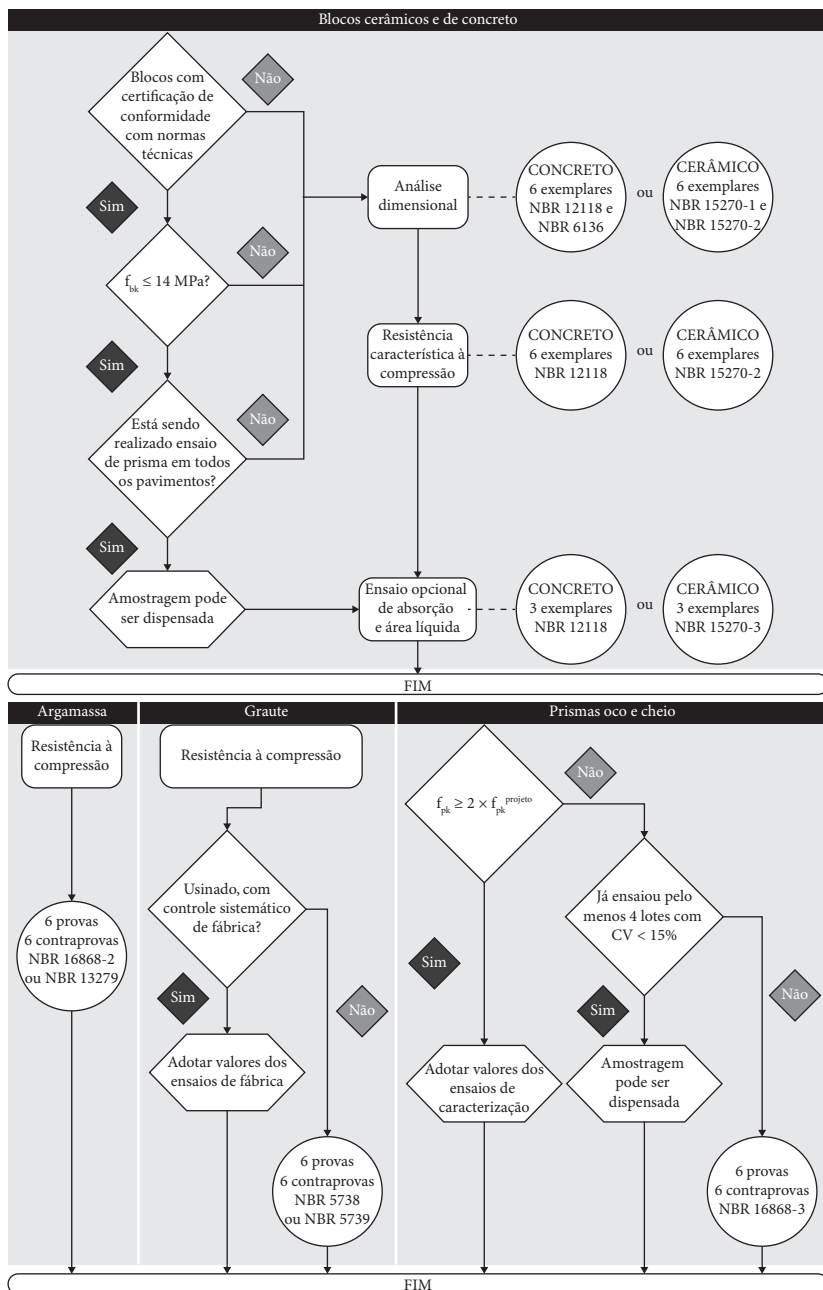 Blocos cerâmicos e de concreto
Blocos com
certificação de
conformidade
com normas
técnicas
Não
Sim
f_bk ≤ 14 MPa?
Não
Sim
Está sendo
realizado ensaio
de prisma em todos
os pavimentos?
Não
Sim
Amostragem pode
ser dispensada
Análise
dimensional
CONCRETO
6 exemplares
NBR 12118 e
NBR 6136
ou
CERÂMICO
6 exemplares
NBR 15270-1 e
NBR 15270-2
Resistência
característica à
compressão
CONCRETO
6 exemplares
NBR 12118
ou
CERÂMICO
6 exemplares
NBR 15270-2
Ensaio opcional
de absorção
e área líquida
CONCRETO
3 exemplares
NBR 12118
ou
CERÂMICO
3 exemplares
NBR 15270-3
FIM
Argamassa
Resistência à
compressão
6 provas
6 contraprovas
NBR 16868-2
ou NBR 13279
Graute
Resistência à compressão
Usinado, com
controle sistemático
de fábrica?
Sim
Não
Adotar valores dos
ensaios de fábrica
6 provas
6 contraprovas
NBR 5738
ou NBR 5739
Prismas oco e cheio
f_pk ≥ 2 × f_pk^projeto
Não
Sim
Já ensaiou pelo
menos 4 lotes com
CV < 15%
Sim
Não
Adotar valores dos
ensaios de
caracterização
Amostragem
pode ser
dispensada
6 provas
6 contraprovas
NBR 16868-3
FIM